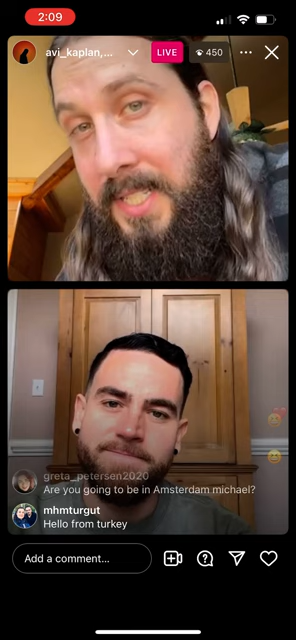 2:09
avi_kaplan,...
LIVE
450
greta_petersen2020
Are you going to be in Amsterdam michael?
mhmturgut
Hello from turkey
Add a comment...